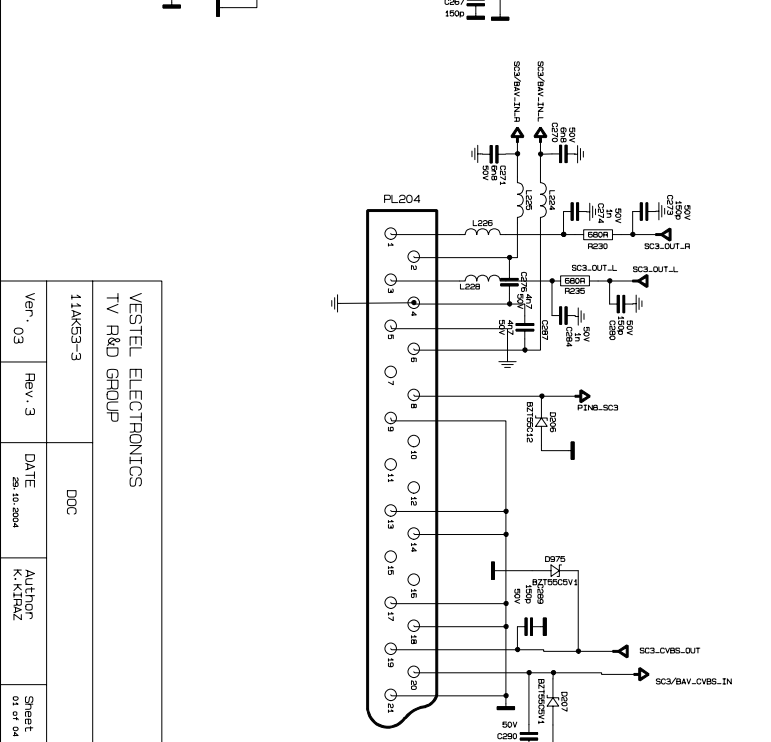 C267
150p
SC3/BAV_IN_R
SC3/BAV_IN_L
C270
6n8
50V
C271
6n8
50V
L225
L224
PL204
L226
C274
1n
50V
C273
150p
50V
680R
R230
SC3_OUT_R
L228
C276 4n7
50V
SC3_OUT_L
SC3_OUT_L
680R
R235
C280
150p
50V
C284
1n
50V
C287
4n7
50V
1
2
3
4
5
6
7
8
9
10
11
12
13
14
15
16
17
18
19
20
21
PIN8_SC3
D206
BZT55C12
D975
BZT55C5V1
C289
150p
50V
SC3_CVBS_OUT
SC3/BAV_CVBS_IN
D207
BZT55C5V1
50V
C290
VESTEL ELECTRONICS
TV R&D GROUP
11AK53-3
DOC
Ver. 03
Rev. 3
DATE
29.10.2004
Author
K.KIRAZ
Sheet
01 of 04